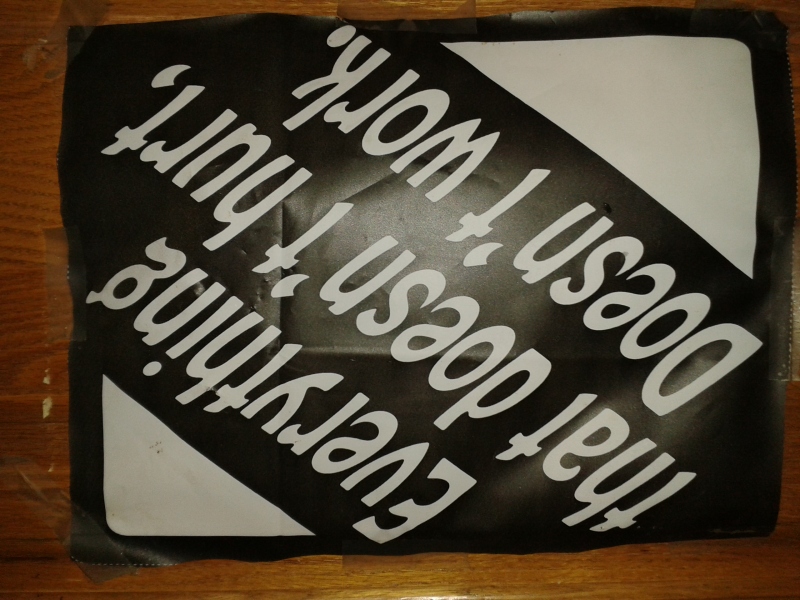 Everything
that doesn't hurt,
Doesn't work.